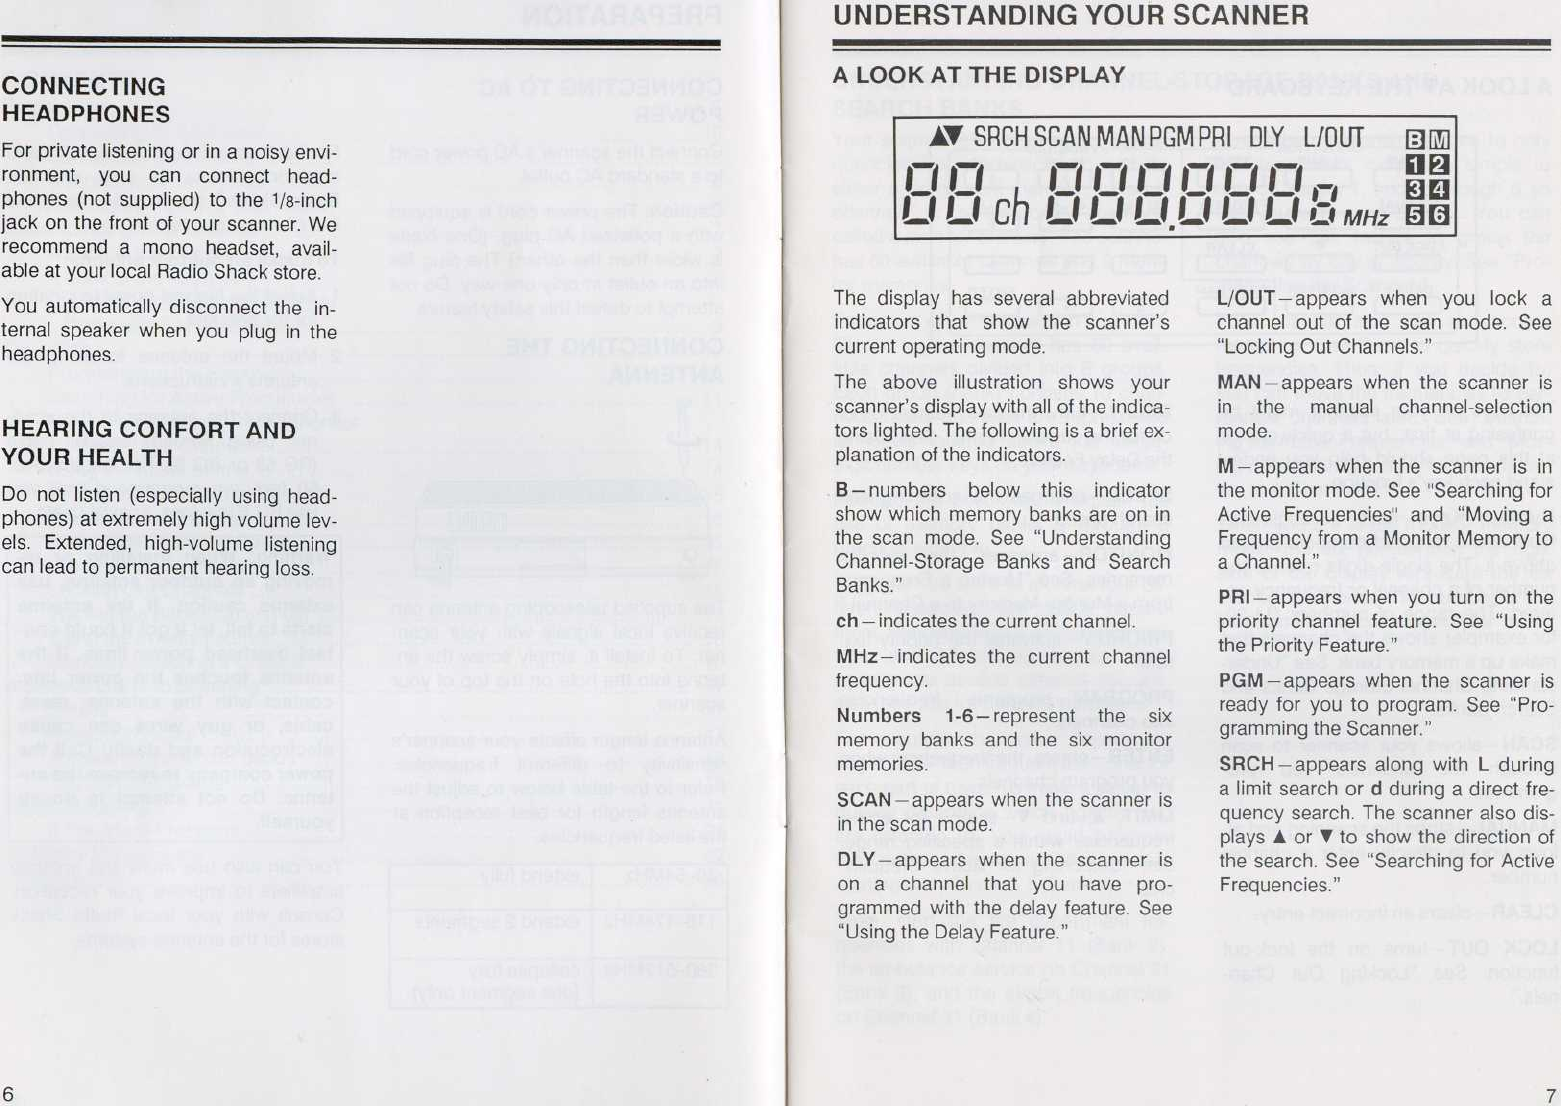 CONNECTING
HEADPHONES
For private listening or in a noisy envi-
ronment, you can connect head-
phones (not supplied) to the 1/8-inch
jack on the front of your scanner. We
recommend a mono headset, avail-
able at your local Radio Shack store.
You automatically disconnect the in-
ternal speaker when you plug in the
headphones.
HEARING CONFORT AND
YOUR HEALTH
Do not listen (especially using head-
phones) at extremely high volume lev-
els. Extended, high-volume listening
can lead to permanent hearing loss.
6
UNDERSTANDING YOUR SCANNER
A LOOK AT THE DISPLAY
▲▼ SRCH SCAN MAN PGM PRI DLY L/OUT B M
1 2
ch MHz 3 4
5 6
The display has several abbreviated
indicators that show the scanner's
current operating mode.
The above illustration shows your
scanner's display with all of the indica-
tors lighted. The following is a brief ex-
planation of the indicators.
B—numbers below this indicator
show which memory banks are on in
the scan mode. See "Understanding
Channel-Storage Banks and Search
Banks."
ch—indicates the current channel.
MHz—indicates the current channel
frequency.
Numbers 1-6—represent the six
memory banks and the six monitor
memories.
SCAN—appears when the scanner is
in the scan mode.
DLY—appears when the scanner is
on a channel that you have pro-
grammed with the delay feature. See
"Using the Delay Feature."
L/OUT—appears when you lock a
channel out of the scan mode. See
"Locking Out Channels."
MAN—appears when the scanner is
in the manual channel-selection
mode.
M—appears when the scanner is in
the monitor mode. See "Searching for
Active Frequencies" and "Moving a
Frequency from a Monitor Memory to
a Channel."
PRI—appears when you turn on the
priority channel feature. See "Using
the Priority Feature."
PGM—appears when the scanner is
ready for you to program. See "Pro-
gramming the Scanner."
SRCH—appears along with L during
a limit search or d during a direct fre-
quency search. The scanner also dis-
plays ▲ or ▼ to show the direction of
the search. See "Searching for Active
Frequencies."
7